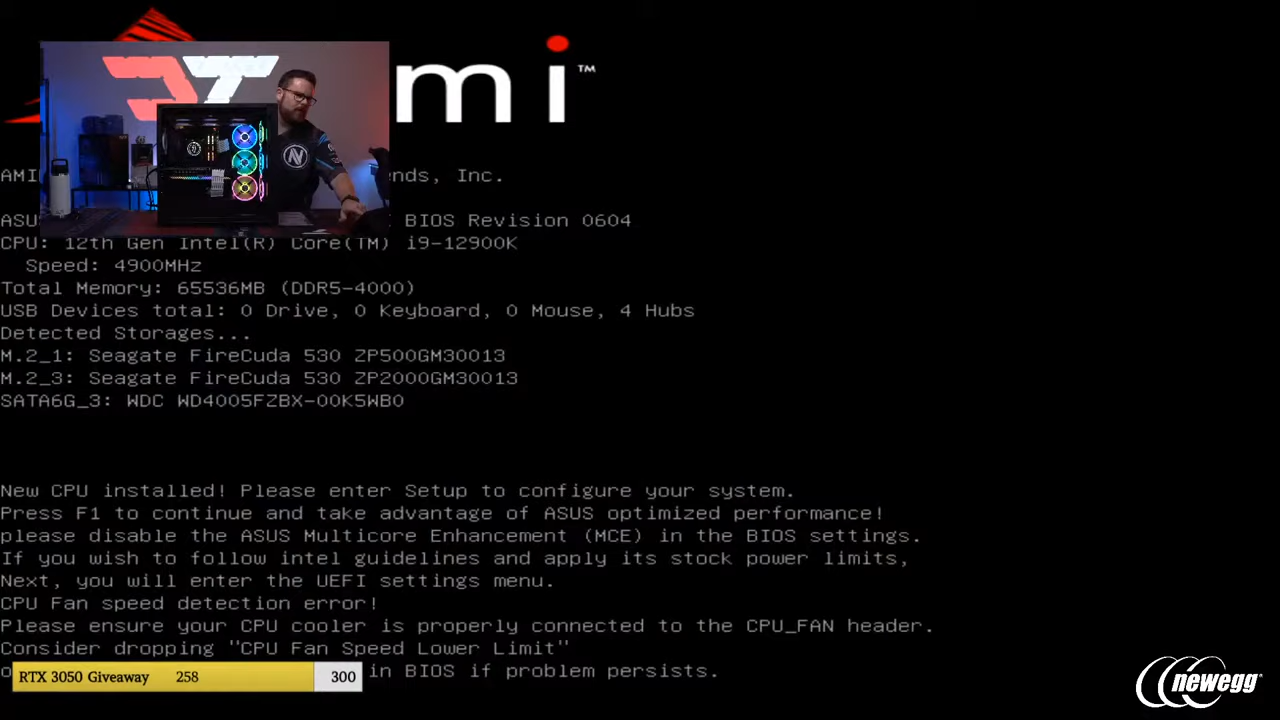 mi™
AMI
nds, Inc.
ASU
BIOS Revision 0604
CPU: 12th Gen Intel(R) Core(TM) i9-12900K
Speed: 4900MHz
Total Memory: 65536MB (DDR5-4000)
USB Devices total: 0 Drive, 0 Keyboard, 0 Mouse, 4 Hubs
Detected Storages...
M.2_1: Seagate FireCuda 530 ZP500GM30013
M.2_3: Seagate FireCuda 530 ZP2000GM30013
SATA6G_3: WDC WD4005FZBX-00K5WB0
New CPU installed! Please enter Setup to configure your system.
Press F1 to continue and take advantage of ASUS optimized performance!
please disable the ASUS Multicore Enhancement (MCE) in the BIOS settings.
If you wish to follow intel guidelines and apply its stock power limits,
Next, you will enter the UEFI settings menu.
CPU Fan speed detection error!
Please ensure your CPU cooler is properly connected to the CPU_FAN header.
Consider dropping "CPU Fan Speed Lower Limit"
in BIOS if problem persists.
RTX 3050 Giveaway 258 300
newegg